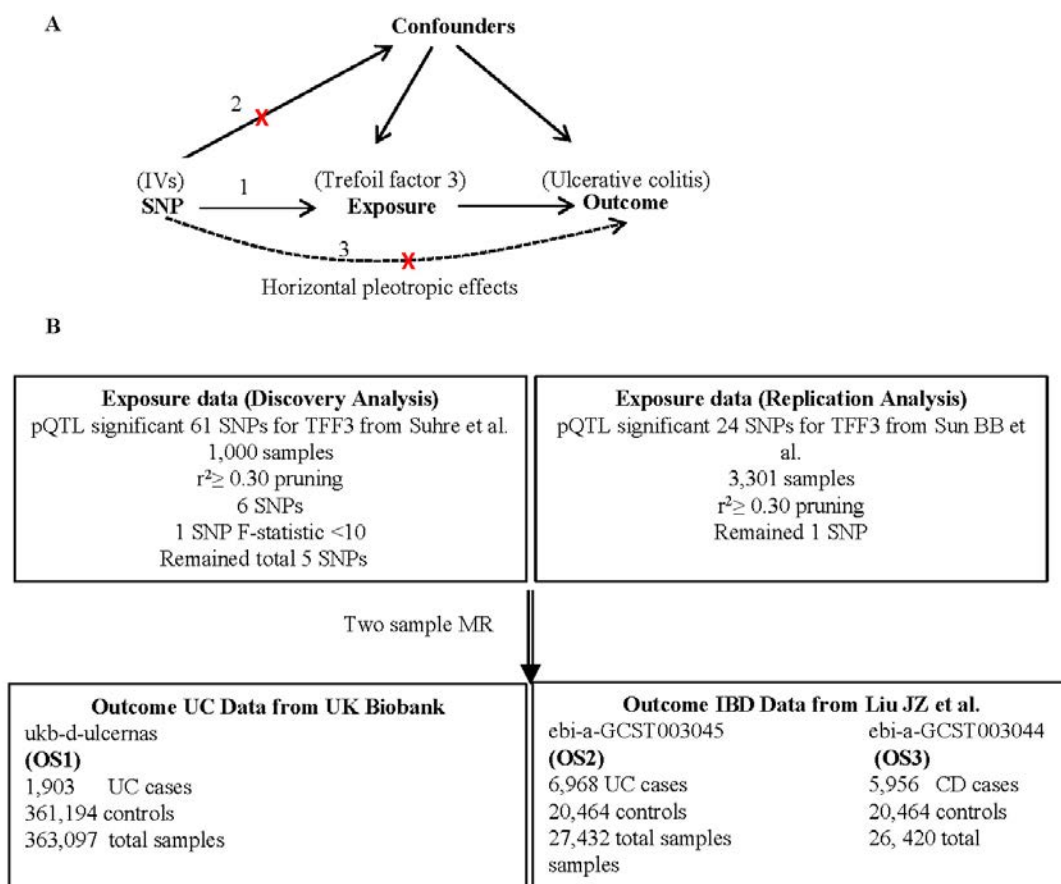 A
Confounders
2
(IVs)
SNP
1
(Trefoil factor 3)
Exposure
(Ulcerative colitis)
Outcome
3
Horizontal pleotropic effects
B
Exposure data (Discovery Analysis)
pQTL significant 61 SNPs for TFF3 from Suhre et al.
1,000 samples
r²≥ 0.30 pruning
6 SNPs
1 SNP F-statistic <10
Remained total 5 SNPs
Exposure data (Replication Analysis)
pQTL significant 24 SNPs for TFF3 from Sun BB et
al.
3,301 samples
r²≥ 0.30 pruning
Remained 1 SNP
Two sample MR
Outcome UC Data from UK Biobank
ukb-d-ulcernas
(OS1)
1,903 UC cases
361,194 controls
363,097 total samples
Outcome IBD Data from Liu JZ et al.
ebi-a-GCST003045
(OS2)
6,968 UC cases
20,464 controls
27,432 total samples
samples
ebi-a-GCST003044
(OS3)
5,956 CD cases
20,464 controls
26, 420 total